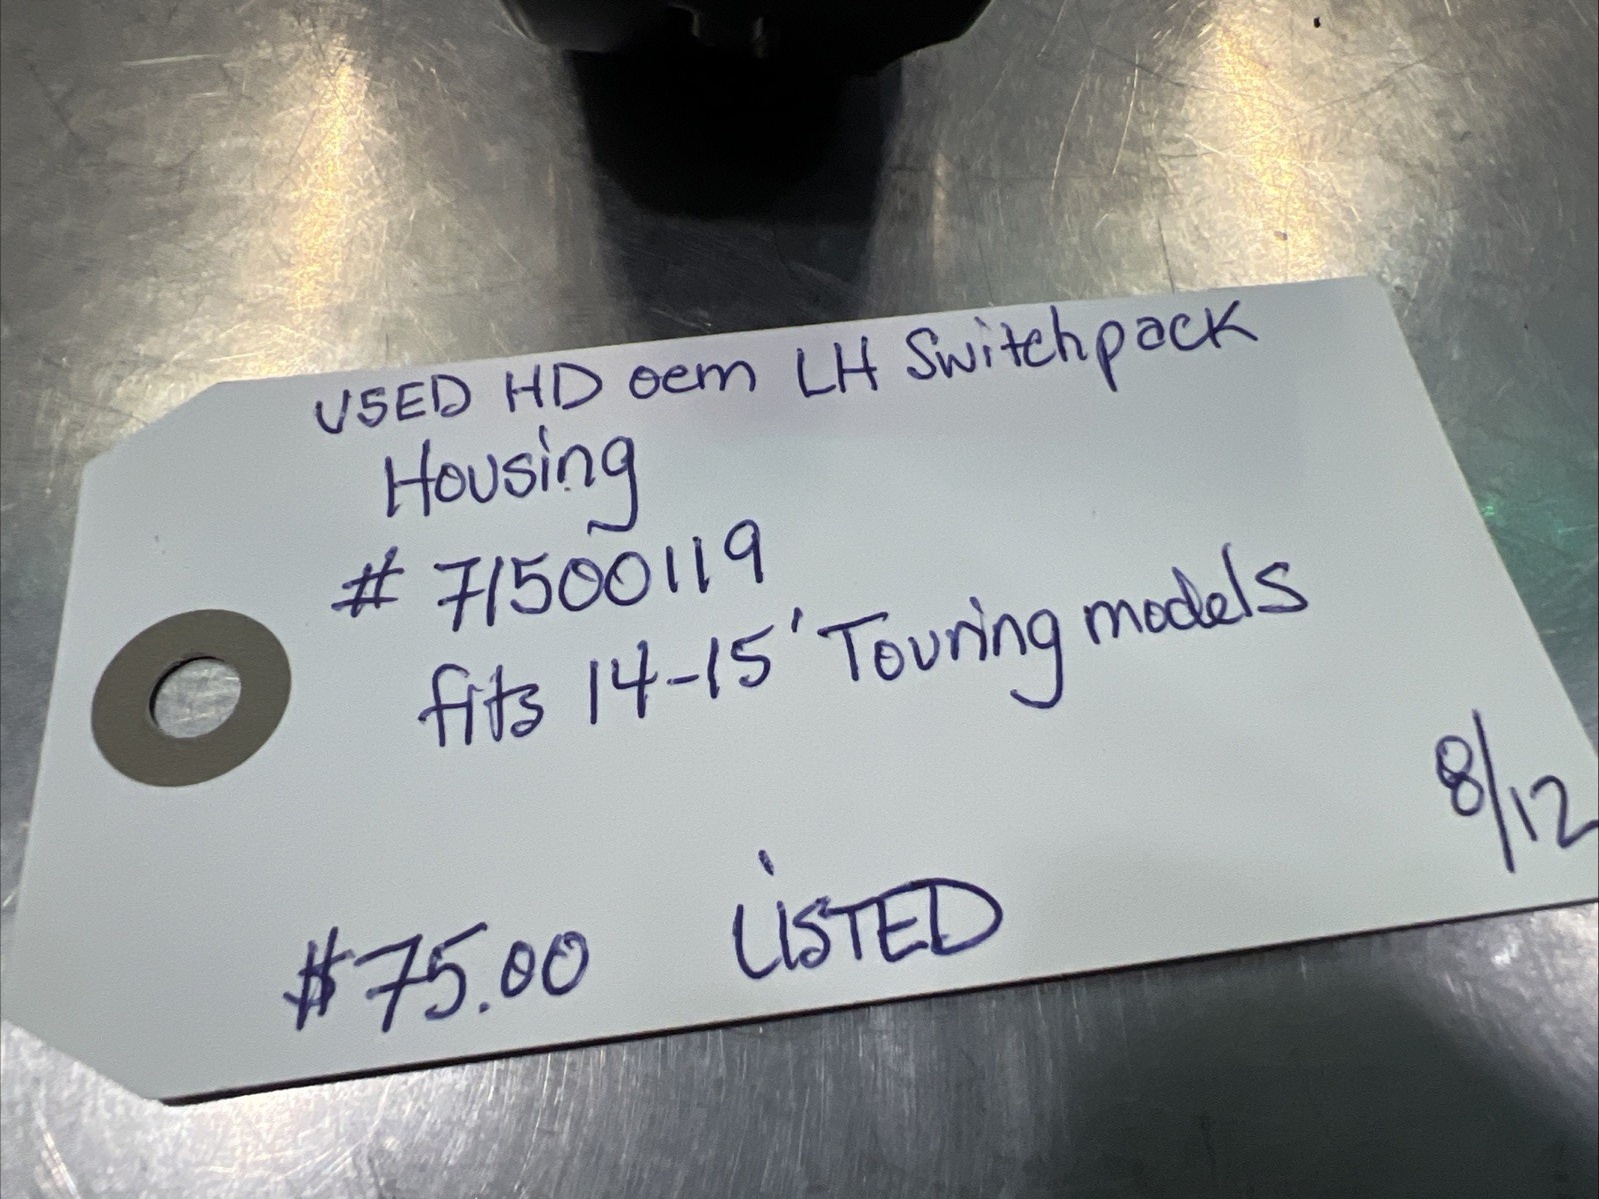 USED HD oem LH Switchpack
Housing
# 71500119
fits 14-15' Touring models
8/12
$75.00 LiSTED